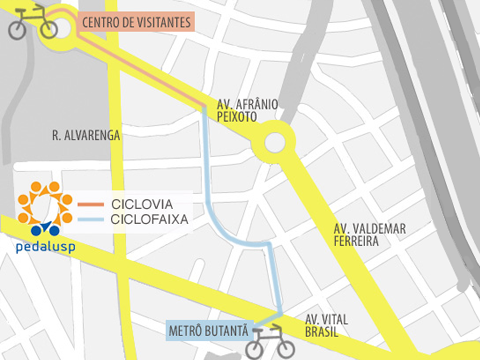 CENTRO DE VISITANTES
AV. AFRÂNIO
PEIXOTO
R. ALVARENGA
CICLOVIA
CICLOFAIXA
pedalusp
AV. VALDEMAR
FERREIRA
AV. VITAL
BRASIL
METRÔ BUTANTÃ